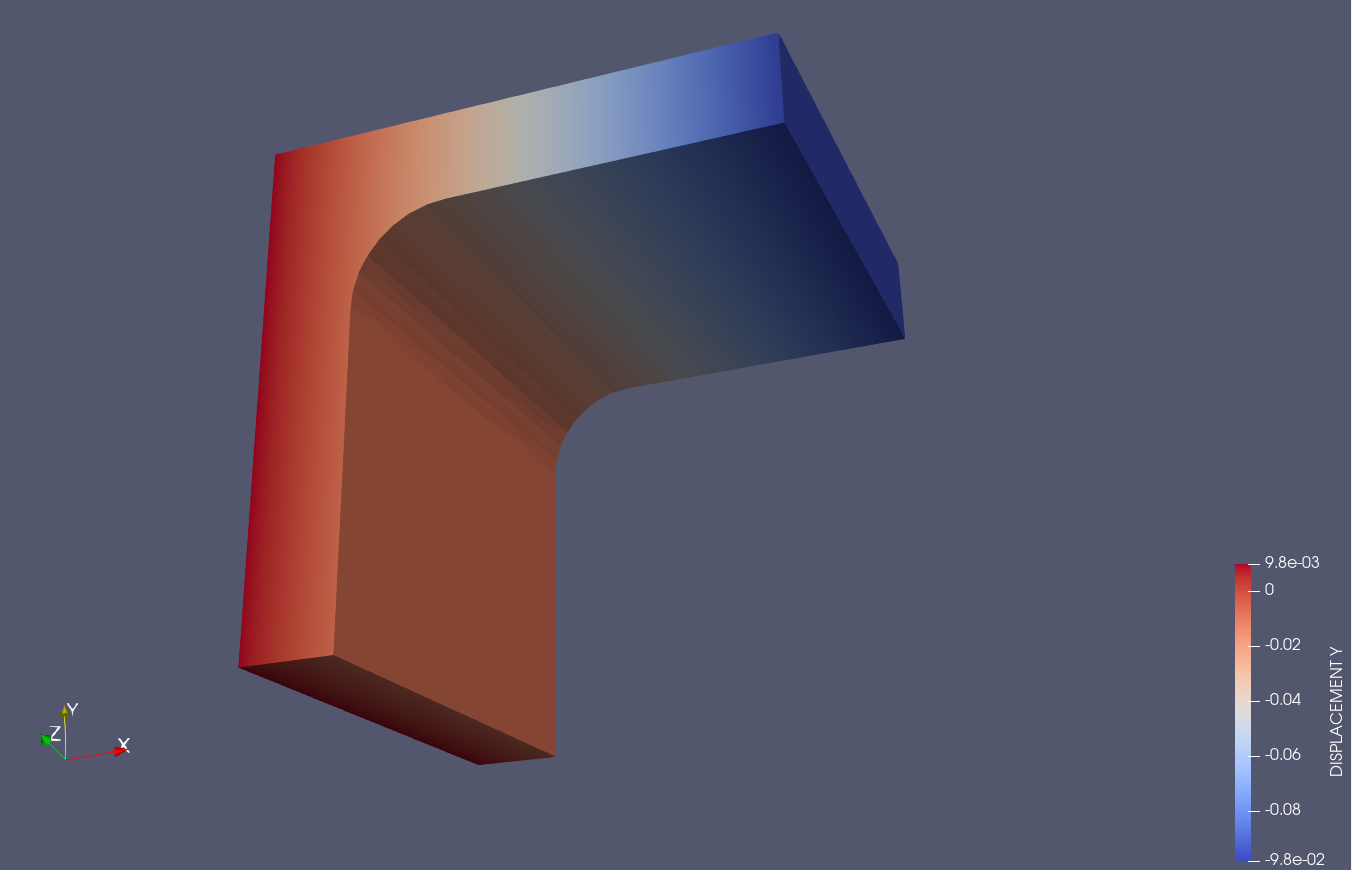 9.8e-03
0
-0.02
-0.04
-0.06
-0.08
-9.8e-02
DISPLACEMENT Y
Y
Z
X